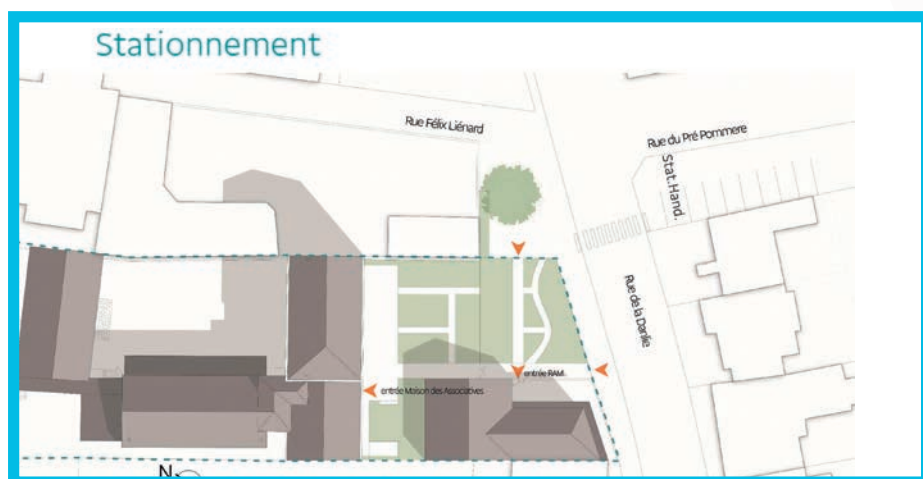 Stationnement
Rue Félix Liénard
Rue du Pré Pommere
Stat.Hand.
Rue de la Danlie
entrée RAM.
entrée Maison des Associatives
N